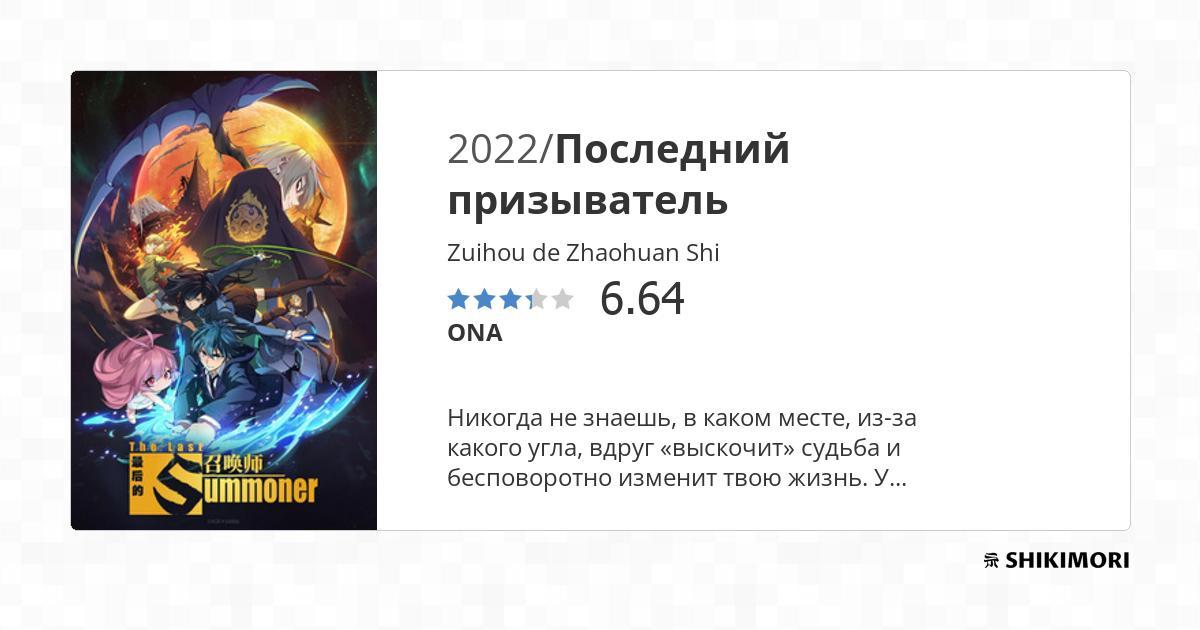 2022/Последний
призыватель
Zuihou de Zhaohuan Shi
6.64
ONA
Никогда не знаешь, в каком месте, из-за
какого угла, вдруг «выскочит» судьба и
бесповоротно изменит твою жизнь. У...
The Last
最后的
召唤师
Summoner
SHIKIMORI